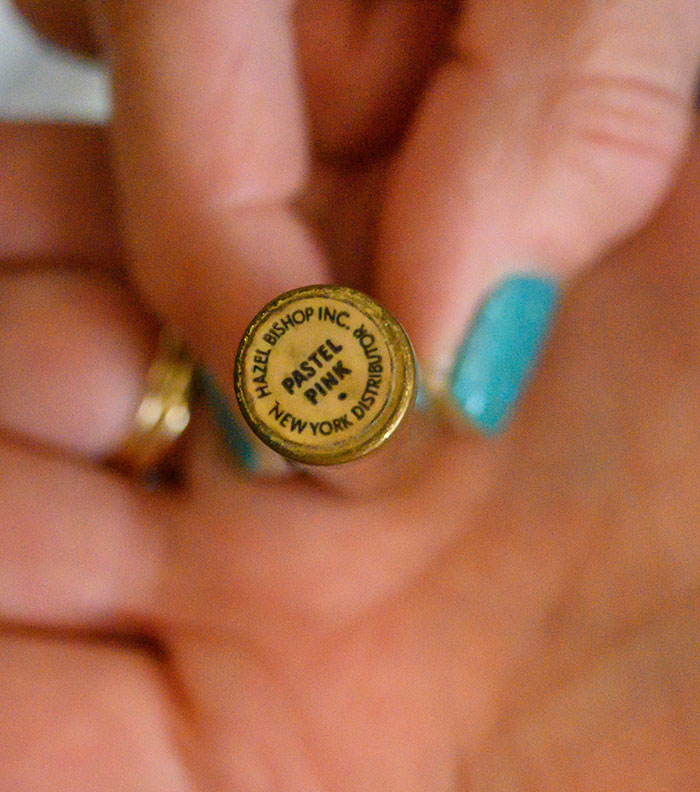 HAZEL BISHOP INC.
PASTEL
PINK
NEW YORK DISTRIBUTOR